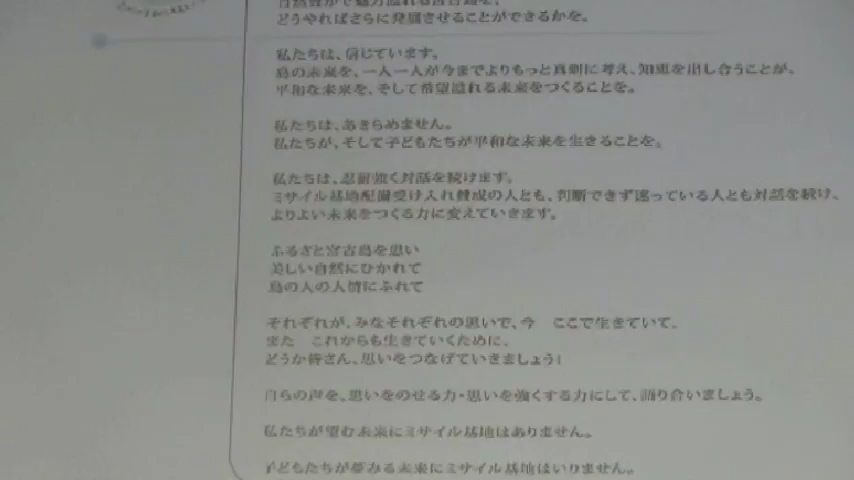 どうやればさらに発展させることができるかを。
私たちは、信じています。
島の未来を、一人一人が今までよりもっと真剣に考え、知恵を出し合うことが、
平和な未来を、そして希望溢れる未来をつくることを。
私たちは、あきらめません。
私たちが、そして子どもたちが平和な未来を生きることを。
私たちは、忍耐強く対話を続けます。
ミサイル基地配備受け入れ賛成の人とも、判断できず迷っている人とも対話を続け、
よりよい未来をつくる力に変えていきます。
ふるさと宮古島を思い
美しい自然にひかれて
島の人の人情にふれて
それぞれが、みなそれぞれの思いで、今　ここで生きていて、
また　これからも生きていくために、
どうか皆さん、思いをつなげていきましょう!
自らの声を、思いをのせる力・思いを強くする力にして、語り合いましょう。
私たちが望む未来にミサイル基地はありません。
子どもたちが夢みる未来にミサイル基地はいりません。